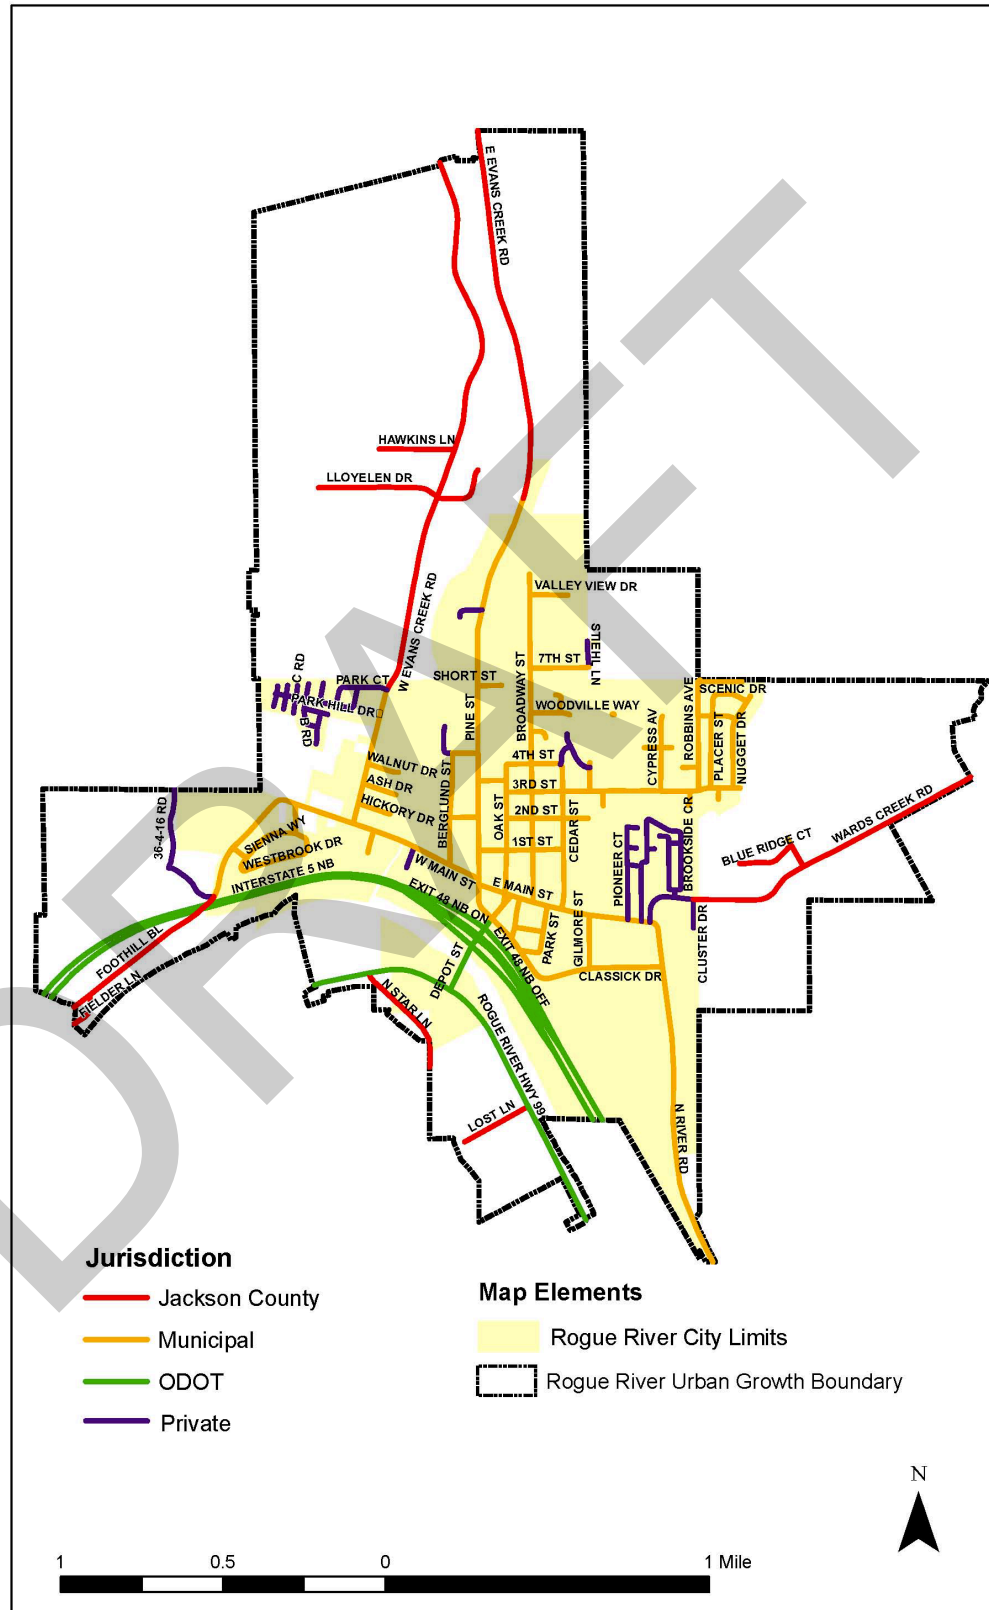 E EVANS CREEK RD
HAWKINS LN
LLOYELEN DR
W EVANS CREEK RD
VALLEY VIEW DR
STIEHL LN
7TH ST
BROADWAY ST
SHORT ST
PINE ST
C RD
PARK CT
PARK HILL DR
B RD
WOODVILLE WAY
CYPRESS AV
ROBBINS AVE
SCENIC DR
PLACER ST
NUGGET DR
WALNUT DR
ASH DR
HICKORY DR
BERGLUND ST
4TH ST
3RD ST
OAK ST
2ND ST
1ST ST
CEDAR ST
36-4-16 RD
SIENNA WY
WESTBROOK DR
INTERSTATE 5 NB
W MAIN ST
E MAIN ST
EXIT 48 NB ON
EXIT 48 NB OFF
PIONEER CT
BROOKSIDE CR
BLUE RIDGE CT
WARDS CREEK RD
CLUSTER DR
PARK ST
GILMORE ST
CLASSICK DR
FOOTHILL BL
FIELDER LN
DEPOT ST
N STAR LN
ROGUE RIVER HWY 99
LOST LN
N RIVER RD
DRAFT
Jurisdiction
Jackson County
Municipal
ODOT
Private
Map Elements
Rogue River City Limits
Rogue River Urban Growth Boundary
N
1 0.5 0 1 Mile